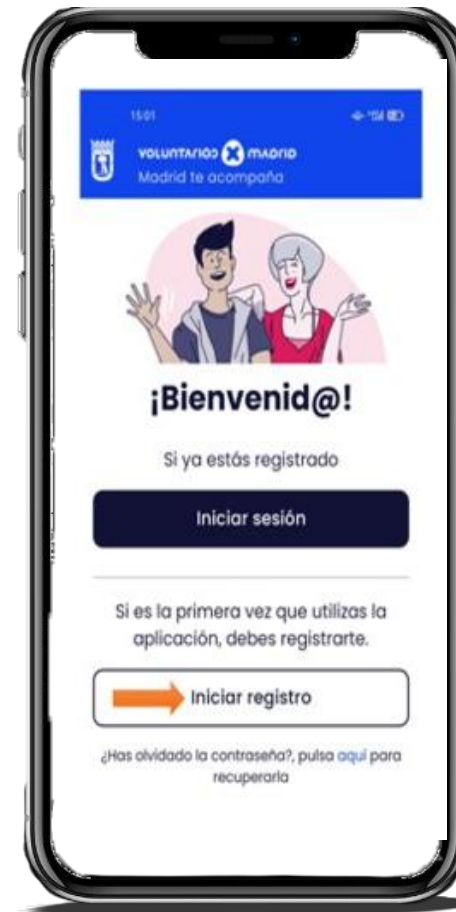 15:01
VOLUNTARIOS X MADRID
Madrid te acompaña
¡Bienvenid@!
Si ya estás registrado
Iniciar sesión
Si es la primera vez que utilizas la
aplicación, debes registrarte.
Iniciar registro
¿Has olvidado la contraseña?, pulsa aquí para
recuperarla